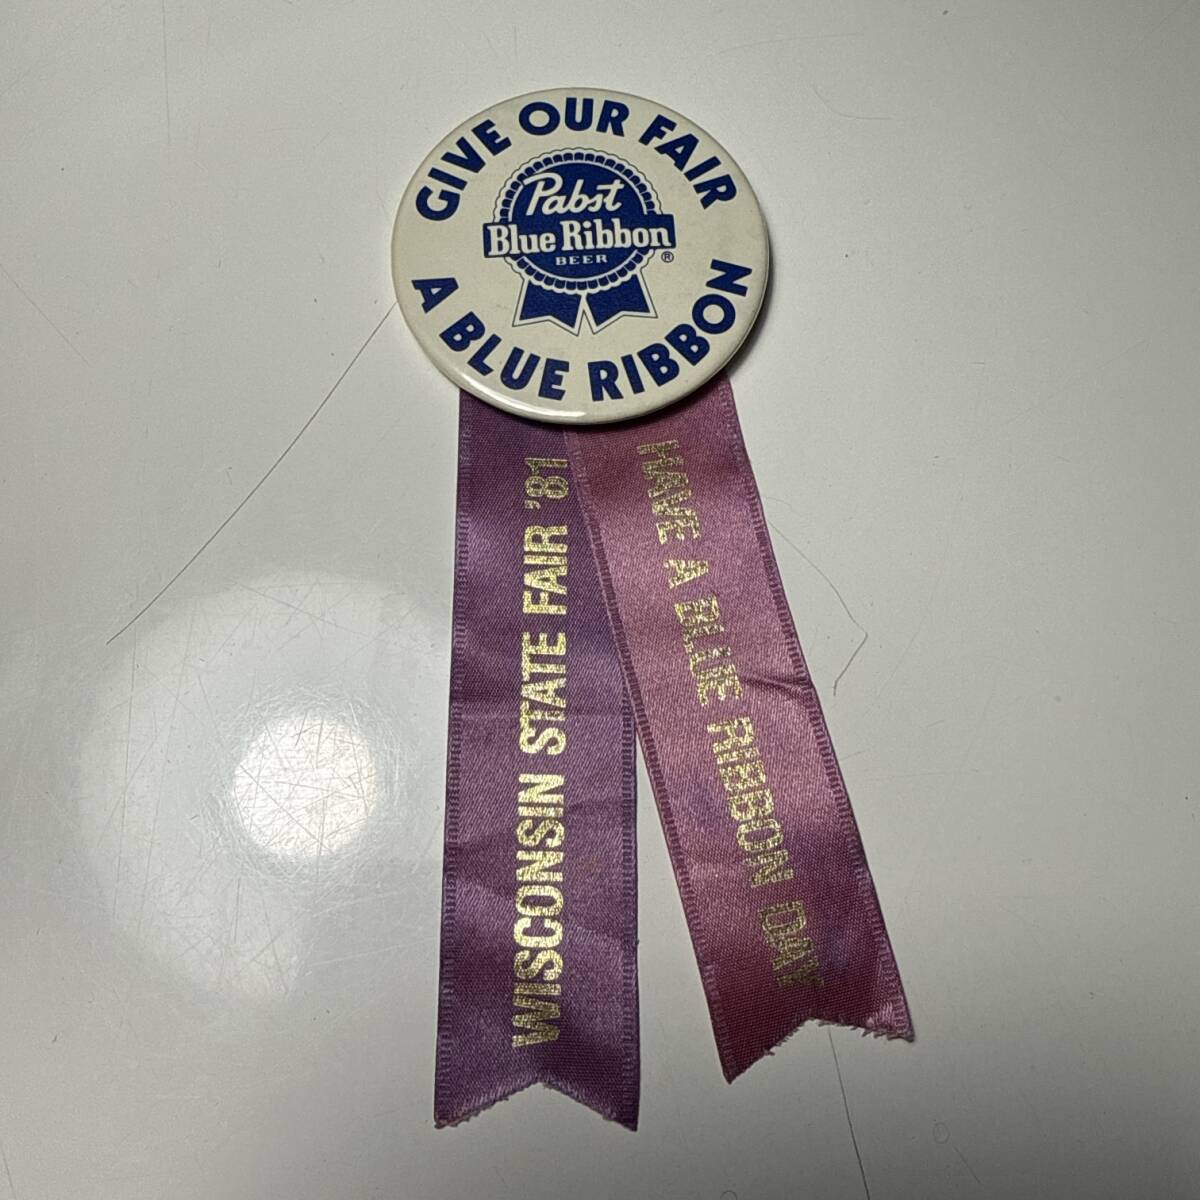 GIVE OUR FAIR
Pabst
Blue Ribbon
BEER
®
A BLUE RIBBON
WISCONSIN STATE FAIR '81
HAVE A BLUE RIBBON DAY